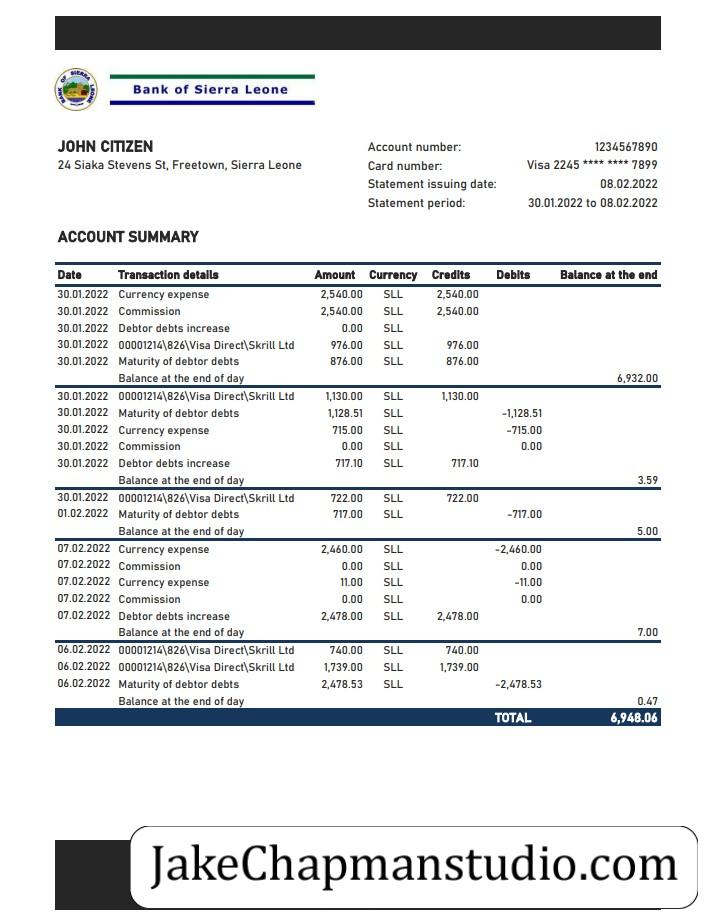 BANK OF SIERRA LEONE
Bank of Sierra Leone
JOHN CITIZEN
24 Siaka Stevens St, Freetown, Sierra Leone
Account number: 1234567890
Card number: Visa 2245 **** **** 7899
Statement issuing date: 08.02.2022
Statement period: 30.01.2022 to 08.02.2022
ACCOUNT SUMMARY
Date Transaction details Amount Currency Credits Debits Balance at the end
30.01.2022 Currency expense 2,540.00 SLL 2,540.00
30.01.2022 Commission 2,540.00 SLL 2,540.00
30.01.2022 Debtor debts increase 0.00 SLL
30.01.2022 00001214\826\Visa Direct\Skrill Ltd 976.00 SLL 976.00
30.01.2022 Maturity of debtor debts 876.00 SLL 876.00
Balance at the end of day 6,932.00
30.01.2022 00001214\826\Visa Direct\Skrill Ltd 1,130.00 SLL 1,130.00
30.01.2022 Maturity of debtor debts 1,128.51 SLL -1,128.51
30.01.2022 Currency expense 715.00 SLL -715.00
30.01.2022 Commission 0.00 SLL 0.00
30.01.2022 Debtor debts increase 717.10 SLL 717.10
Balance at the end of day 3.59
30.01.2022 00001214\826\Visa Direct\Skrill Ltd 722.00 SLL 722.00
01.02.2022 Maturity of debtor debts 717.00 SLL -717.00
Balance at the end of day 5.00
07.02.2022 Currency expense 2,460.00 SLL -2,460.00
07.02.2022 Commission 0.00 SLL 0.00
07.02.2022 Currency expense 11.00 SLL -11.00
07.02.2022 Commission 0.00 SLL 0.00
07.02.2022 Debtor debts increase 2,478.00 SLL 2,478.00
Balance at the end of day 7.00
06.02.2022 00001214\826\Visa Direct\Skrill Ltd 740.00 SLL 740.00
06.02.2022 00001214\826\Visa Direct\Skrill Ltd 1,739.00 SLL 1,739.00
06.02.2022 Maturity of debtor debts 2,478.53 SLL -2,478.53
Balance at the end of day 0.47
TOTAL 6,948.06
JakeChapmanstudio.com